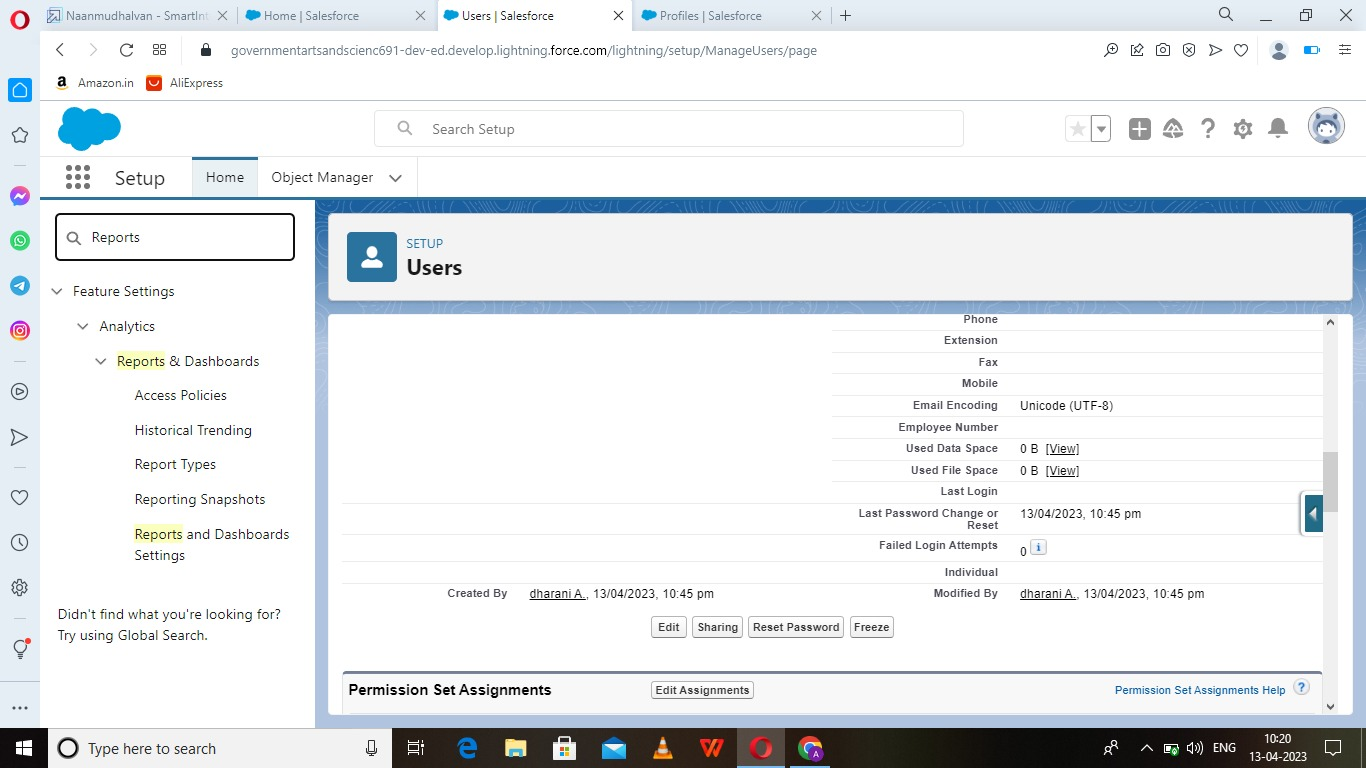 Naanmudhalvan - SmartInt
Home | Salesforce
Users | Salesforce
Profiles | Salesforce
governmentartsandscienc691-dev-ed.develop.lightning.force.com/lightning/setup/ManageUsers/page
a Amazon.in
AliExpress
Search Setup
Setup
Home
Object Manager
Reports
Feature Settings
Analytics
Reports & Dashboards
Access Policies
Historical Trending
Report Types
Reporting Snapshots
Reports and Dashboards
Settings
Didn't find what you're looking for?
Try using Global Search.
SETUP
Users
Phone
Extension
Fax
Mobile
Email Encoding Unicode (UTF-8)
Employee Number
Used Data Space 0 B [View]
Used File Space 0 B [View]
Last Login
Last Password Change or
Reset
13/04/2023, 10:45 pm
Failed Login Attempts 0 i
Individual
Created By dharani A., 13/04/2023, 10:45 pm
Modified By dharani A., 13/04/2023, 10:45 pm
Edit Sharing Reset Password Freeze
Permission Set Assignments
Edit Assignments
Permission Set Assignments Help ?
Type here to search
A
ENG
10:20
13-04-2023